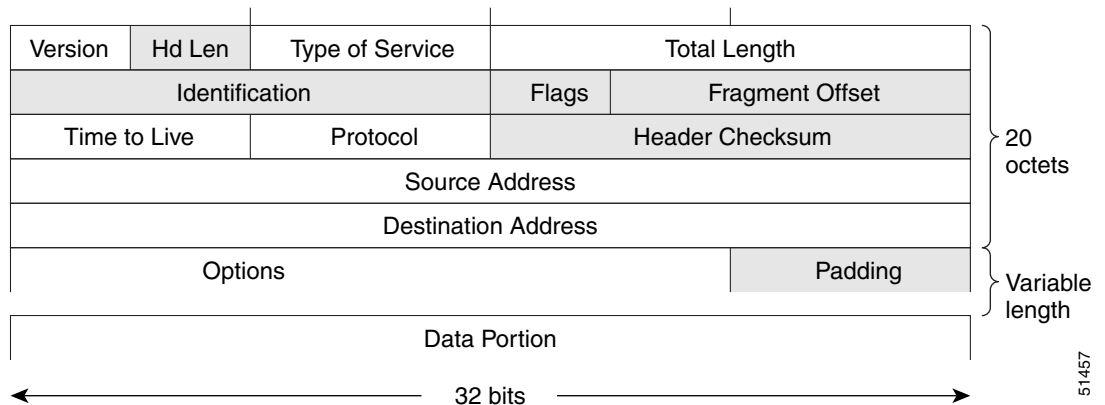 Version Hd Len Type of Service Total Length
Identification Flags Fragment Offset
Time to Live Protocol Header Checksum
20
octets
Source Address
Destination Address
Options Padding
Variable
length
Data Portion
32 bits
51457